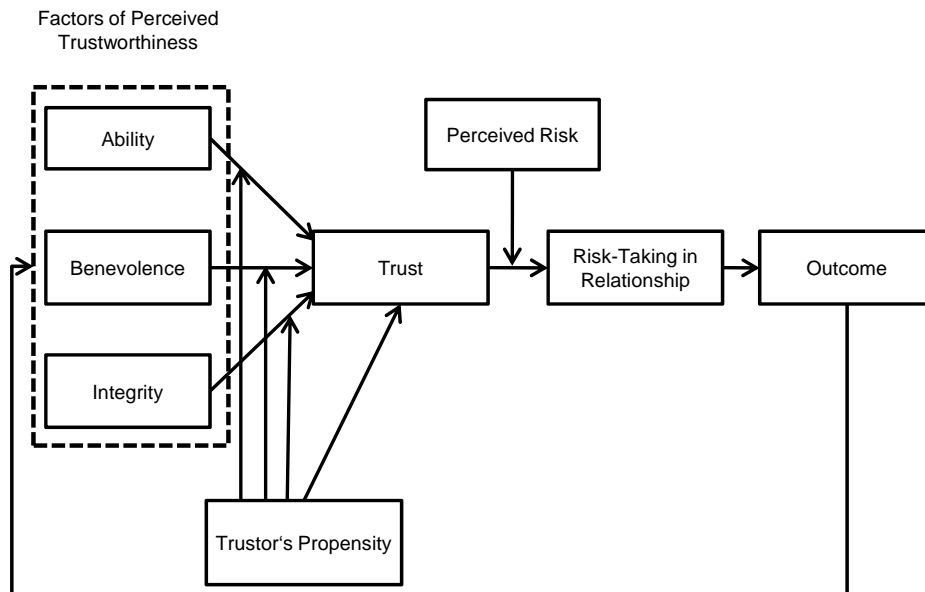 Factors of Perceived
Trustworthiness
Ability
Perceived Risk
Benevolence
Trust
Risk-Taking in
Relationship
Outcome
Integrity
Trustor‘s Propensity